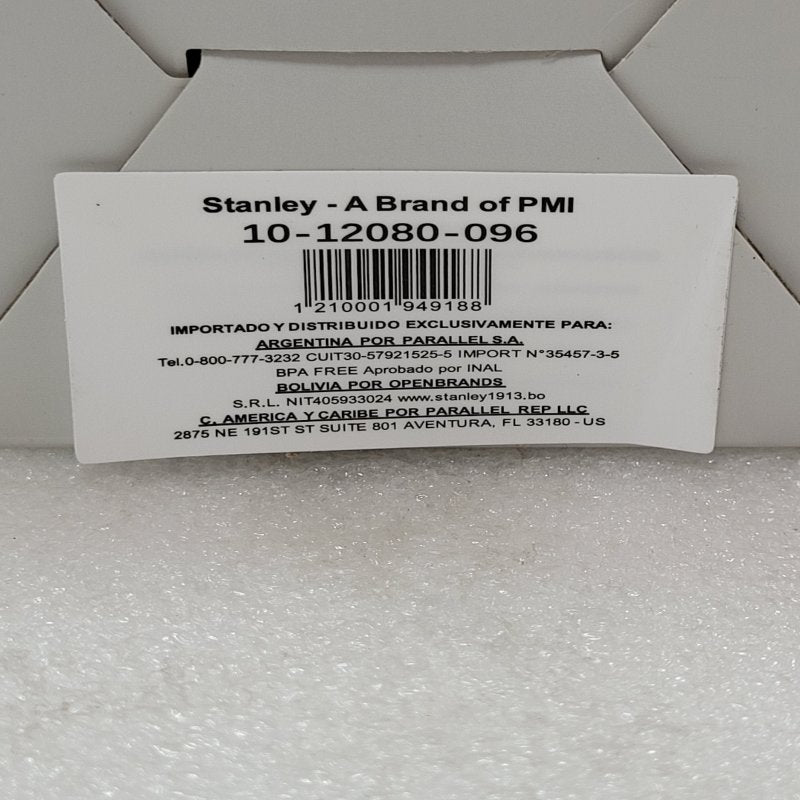 Stanley - A Brand of PMI
10-12080-096
1 210001 949188
IMPORTADO Y DISTRIBUIDO EXCLUSIVAMENTE PARA:
ARGENTINA POR PARALLEL S.A.
Tel.0-800-777-3232 CUIT30-57921525-5 IMPORT N°35457-3-5
BPA FREE Aprobado por INAL
BOLIVIA POR OPENBRANDS
S.R.L. NIT405933024 www.stanley1913.bo
C. AMERICA Y CARIBE POR PARALLEL REP LLC
2875 NE 191ST ST SUITE 801 AVENTURA, FL 33180 - US